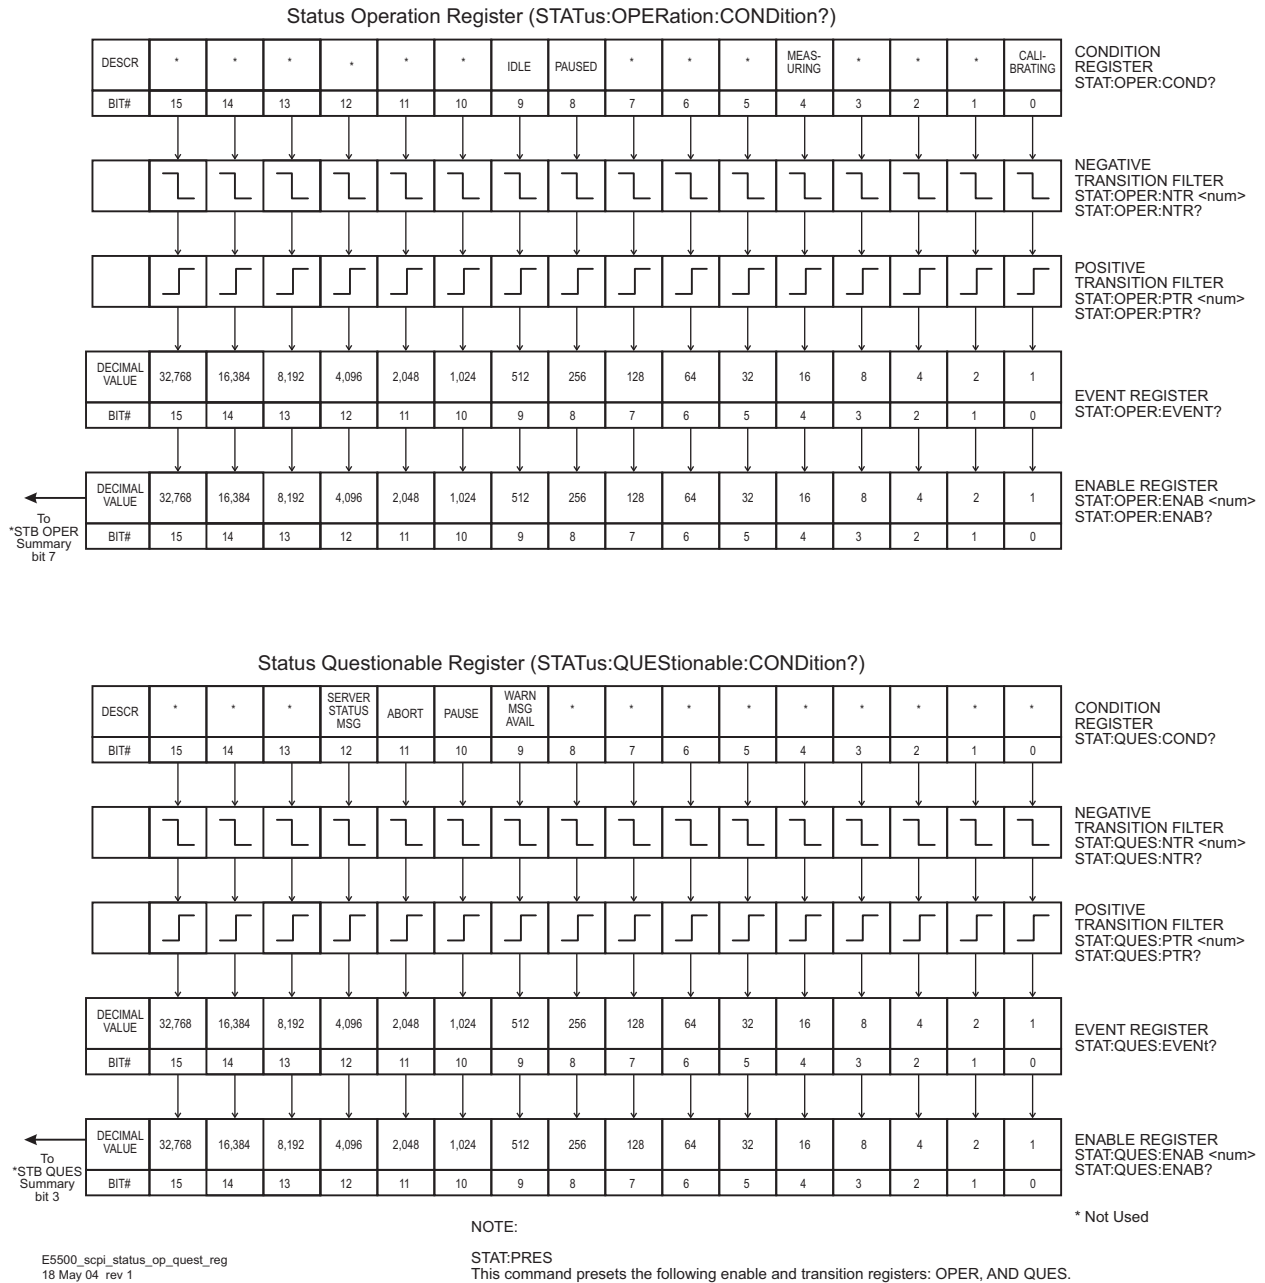 Status Operation Register (STATus:OPERation:CONDition?)
DESCR * * * * * * IDLE PAUSED * * * MEAS-URING * * * CALI-BRATING
BIT# 15 14 13 12 11 10 9 8 7 6 5 4 3 2 1 0
CONDITION
REGISTER
STAT:OPER:COND?
NEGATIVE
TRANSITION FILTER
STAT:OPER:NTR <num>
STAT:OPER:NTR?
POSITIVE
TRANSITION FILTER
STAT:OPER:PTR <num>
STAT:OPER:PTR?
DECIMAL VALUE 32,768 16,384 8,192 4,096 2,048 1,024 512 256 128 64 32 16 8 4 2 1
BIT# 15 14 13 12 11 10 9 8 7 6 5 4 3 2 1 0
EVENT REGISTER
STAT:OPER:EVENT?
DECIMAL VALUE 32,768 16,384 8,192 4,096 2,048 1,024 512 256 128 64 32 16 8 4 2 1
BIT# 15 14 13 12 11 10 9 8 7 6 5 4 3 2 1 0
ENABLE REGISTER
STAT:OPER:ENAB <num>
STAT:OPER:ENAB?
To
*STB OPER
Summary
bit 7
Status Questionable Register (STATus:QUEStionable:CONDition?)
DESCR * * * SERVER STATUS MSG ABORT PAUSE WARN MSG AVAIL * * * * * * * * *
BIT# 15 14 13 12 11 10 9 8 7 6 5 4 3 2 1 0
CONDITION
REGISTER
STAT:QUES:COND?
NEGATIVE
TRANSITION FILTER
STAT:QUES:NTR <num>
STAT:QUES:NTR?
POSITIVE
TRANSITION FILTER
STAT:QUES:PTR <num>
STAT:QUES:PTR?
DECIMAL VALUE 32,768 16,384 8,192 4,096 2,048 1,024 512 256 128 64 32 16 8 4 2 1
BIT# 15 14 13 12 11 10 9 8 7 6 5 4 3 2 1 0
EVENT REGISTER
STAT:QUES:EVENt?
DECIMAL VALUE 32,768 16,384 8,192 4,096 2,048 1,024 512 256 128 64 32 16 8 4 2 1
BIT# 15 14 13 12 11 10 9 8 7 6 5 4 3 2 1 0
ENABLE REGISTER
STAT:QUES:ENAB <num>
STAT:QUES:ENAB?
To
*STB QUES
Summary
bit 3
* Not Used
NOTE:
STAT:PRES
This command presets the following enable and transition registers: OPER, AND QUES.
E5500_scpi_status_op_quest_reg
18 May 04 rev 1